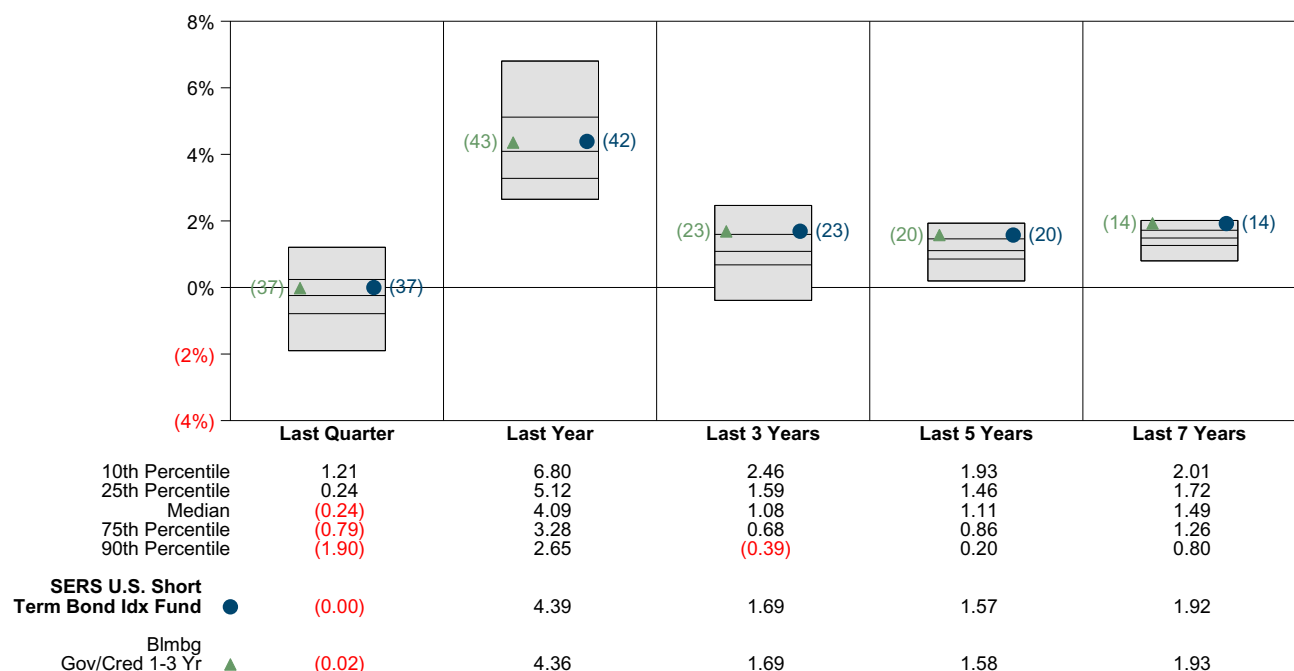 8%
6%
4%
2%
0%
(2%)
(4%)
(37) (37)
(43) (42)
(23) (23)
(20) (20)
(14) (14)
Last Quarter Last Year Last 3 Years Last 5 Years Last 7 Years
10th Percentile 1.21 6.80 2.46 1.93 2.01
25th Percentile 0.24 5.12 1.59 1.46 1.72
Median (0.24) 4.09 1.08 1.11 1.49
75th Percentile (0.79) 3.28 0.68 0.86 1.26
90th Percentile (1.90) 2.65 (0.39) 0.20 0.80
SERS U.S. Short
Term Bond Idx Fund (0.00) 4.39 1.69 1.57 1.92
Blmbg
Gov/Cred 1-3 Yr (0.02) 4.36 1.69 1.58 1.93